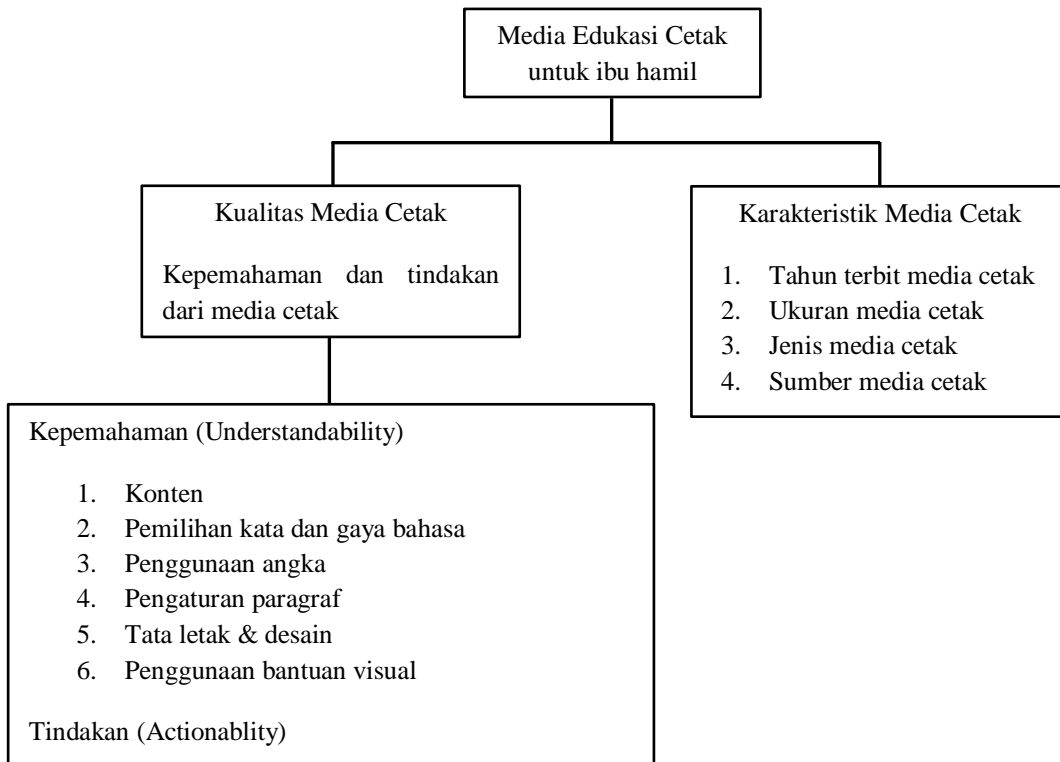 Media Edukasi Cetak
untuk ibu hamil
Kualitas Media Cetak
Kepemahaman dan tindakan
dari media cetak
Karakteristik Media Cetak
1. Tahun terbit media cetak
2. Ukuran media cetak
3. Jenis media cetak
4. Sumber media cetak
Kepemahaman (Understandability)
1. Konten
2. Pemilihan kata dan gaya bahasa
3. Penggunaan angka
4. Pengaturan paragraf
5. Tata letak & desain
6. Penggunaan bantuan visual
Tindakan (Actionablity)